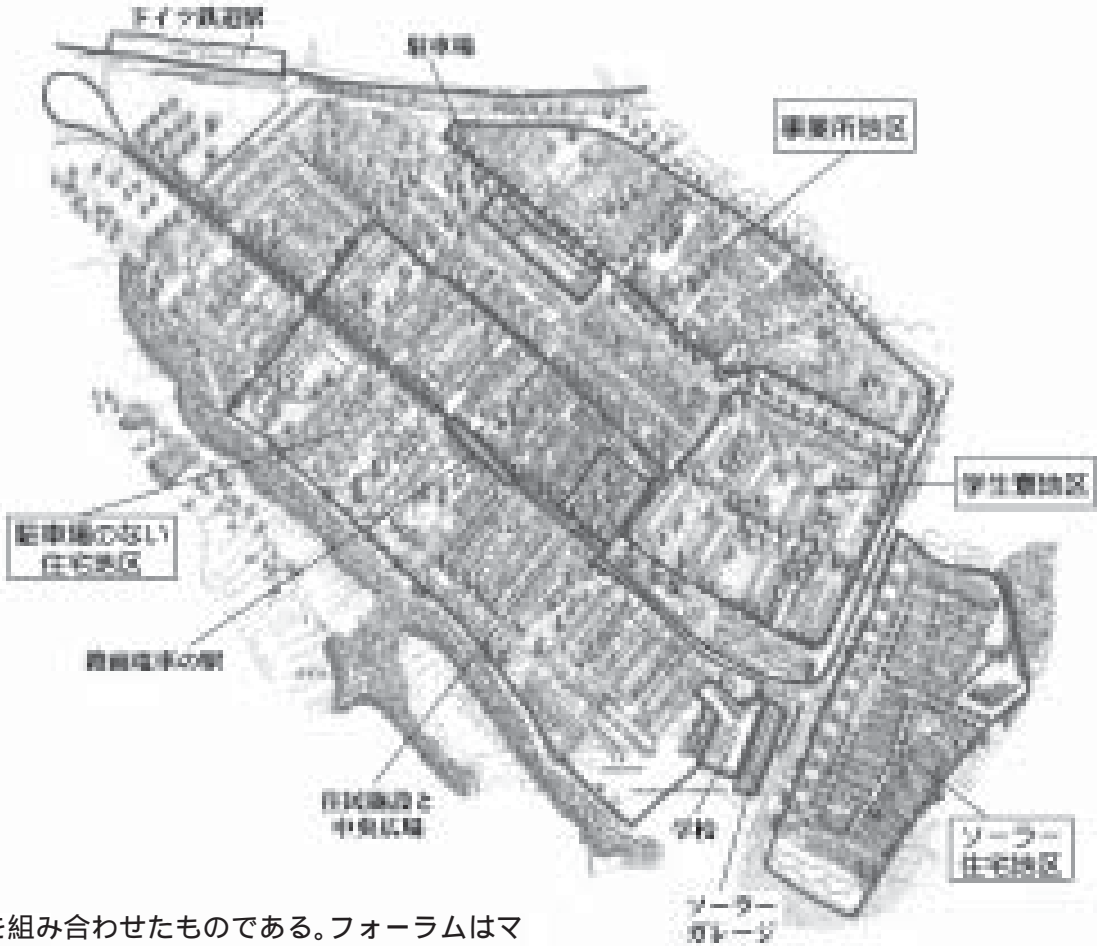 ドイツ鉄道駅
駐車場
事業所地区
学生寮地区
駐車場のない
住宅地区
路面電車の駅
住民施設と
中央広場
学校
ソーラー
住宅地区
ソーラー
ガレージ
を組み合わせたものである。フォーラムはマ